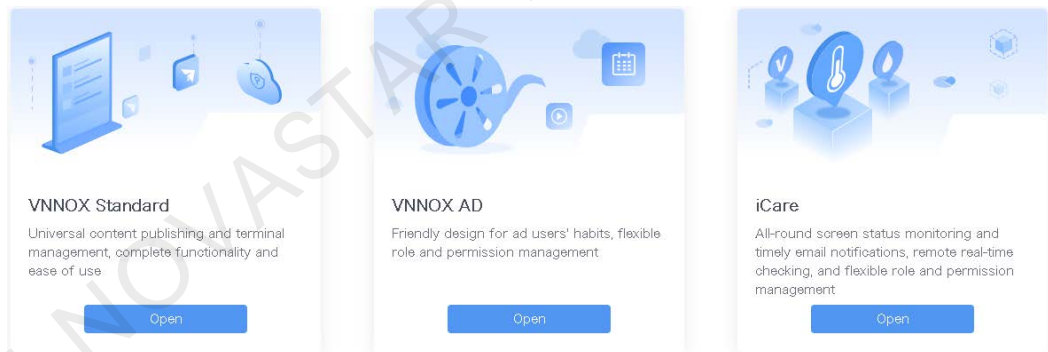 VNNOX Standard
Universal content publishing and terminal
management, complete functionality and
ease of use
Open
VNNOX AD
Friendly design for ad users' habits, flexible
role and permission management
Open
iCare
All-round screen status monitoring and
timely email notifications, remote real-time
checking, and flexible role and permission
management
Open
NOVASTAR